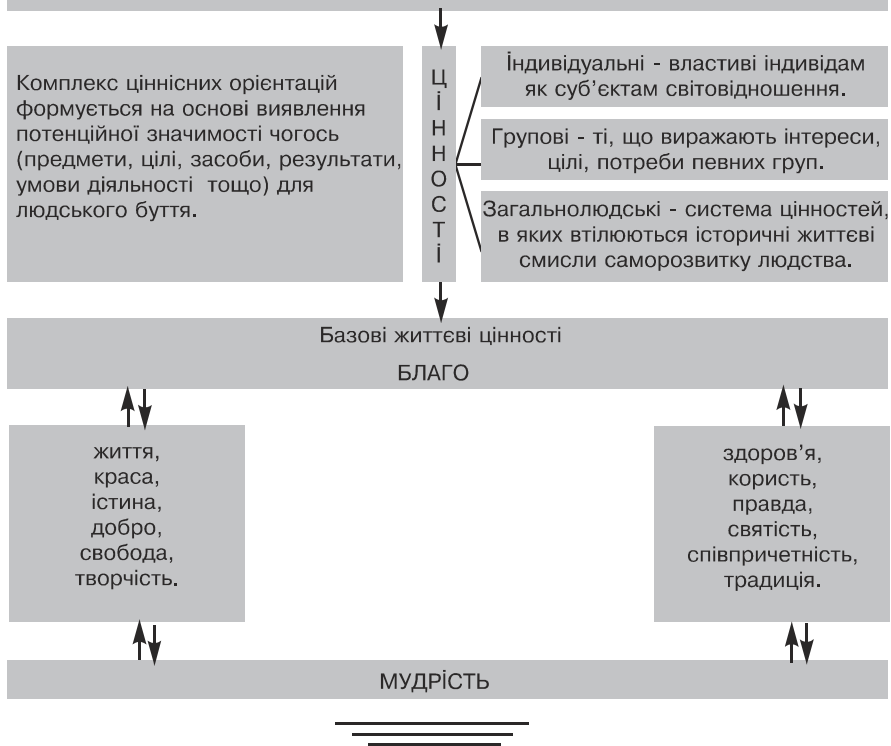 Комплекс ціннісних орієнтацій
формується на основі виявлення
потенційної значимості чогось
(предмети, цілі, засоби, результати,
умови діяльності тощо) для
людського буття.
Ц
І
Н
Н
О
С
Т
І
Індивідуальні - властиві індивідам
як суб’єктам світовідношення.
Групові - ті, що виражають інтереси,
цілі, потреби певних груп.
Загальнолюдські - система цінностей,
в яких втілюються історичні життєві
смисли саморозвитку людства.
Базові життєві цінності
БЛАГО
життя,
краса,
істина,
добро,
свобода,
творчість.
здоров’я,
користь,
правда,
святість,
співпричетність,
традиція.
МУДРІСТЬ